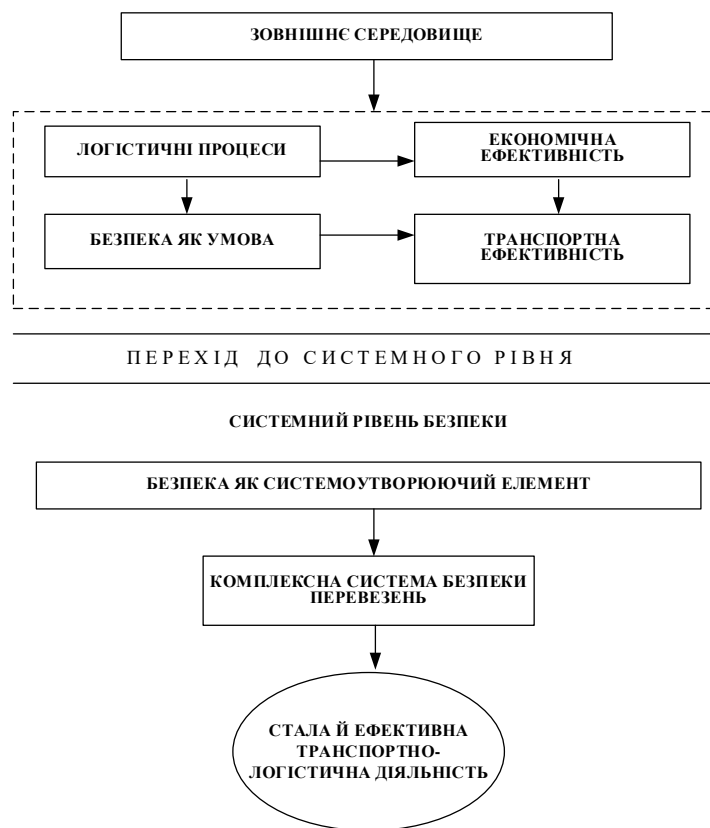 ЗОВНІШНЄ СЕРЕДОВИЩЕ
ЛОГІСТИЧНІ ПРОЦЕСИ
ЕКОНОМІЧНА
ЕФЕКТИВНІСТЬ
БЕЗПЕКА ЯК УМОВА
ТРАНСПОРТНА
ЕФЕКТИВНІСТЬ
ПЕРЕХІД ДО СИСТЕМНОГО РІВНЯ
СИСТЕМНИЙ РІВЕНЬ БЕЗПЕКИ
БЕЗПЕКА ЯК СИСТЕМОУТВОРЮЮЧИЙ ЕЛЕМЕНТ
КОМПЛЕКСНА СИСТЕМА БЕЗПЕКИ
ПЕРЕВЕЗЕНЬ
СТАЛА Й ЕФЕКТИВНА
ТРАНСПОРТНО-
ЛОГІСТИЧНА ДІЯЛЬНІСТЬ